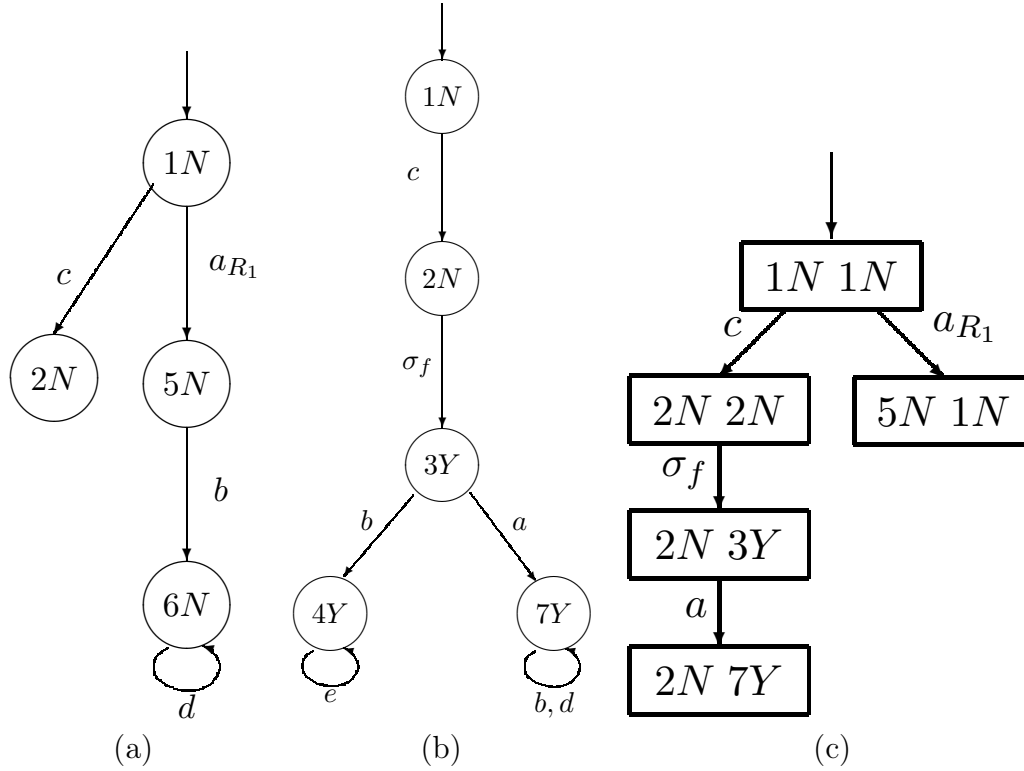 1N
c
a_{R_1}
2N
5N
b
6N
d
(a)
1N
c
2N
σ_f
3Y
b
a
4Y
7Y
e
b, d
(b)
1N 1N
c
a_{R_1}
2N 2N
5N 1N
σ_f
2N 3Y
a
2N 7Y
(c)